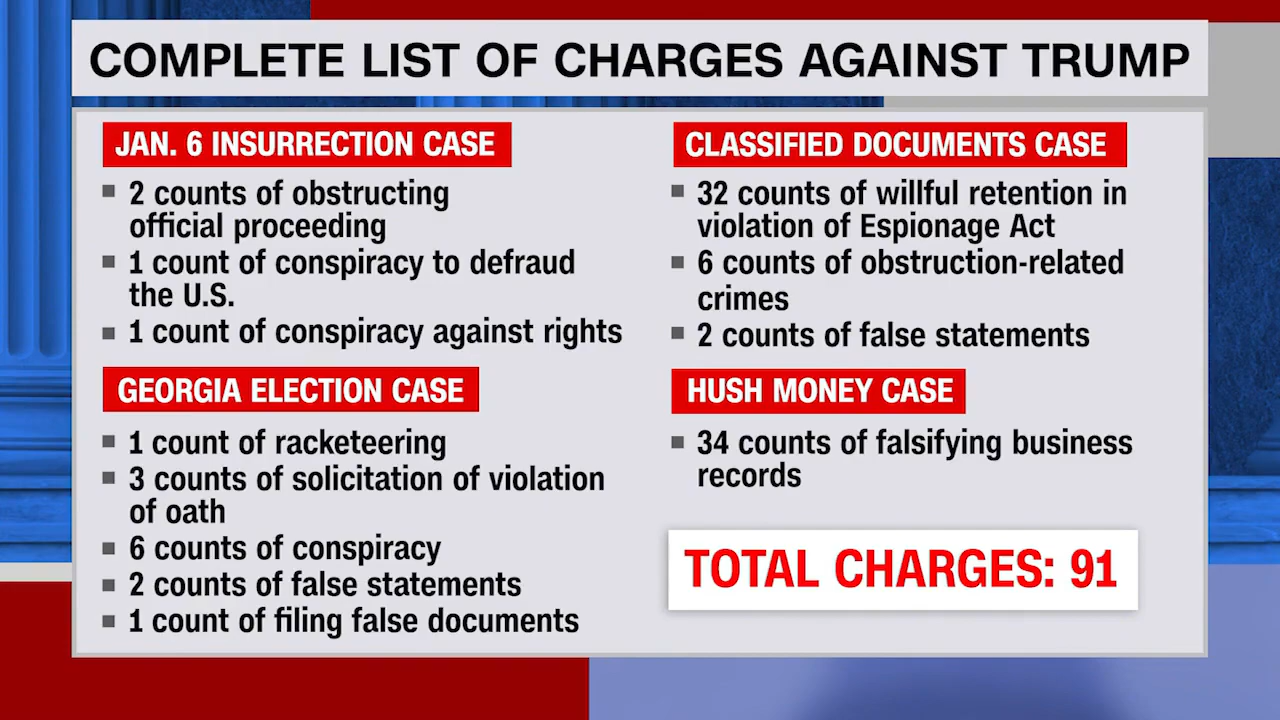 COMPLETE LIST OF CHARGES AGAINST TRUMP
JAN. 6 INSURRECTION CASE
2 counts of obstructing
official proceeding
1 count of conspiracy to defraud
the U.S.
1 count of conspiracy against rights
GEORGIA ELECTION CASE
1 count of racketeering
3 counts of solicitation of violation
of oath
6 counts of conspiracy
2 counts of false statements
1 count of filing false documents
CLASSIFIED DOCUMENTS CASE
32 counts of willful retention in
violation of Espionage Act
6 counts of obstruction-related
crimes
2 counts of false statements
HUSH MONEY CASE
34 counts of falsifying business
records
TOTAL CHARGES: 91